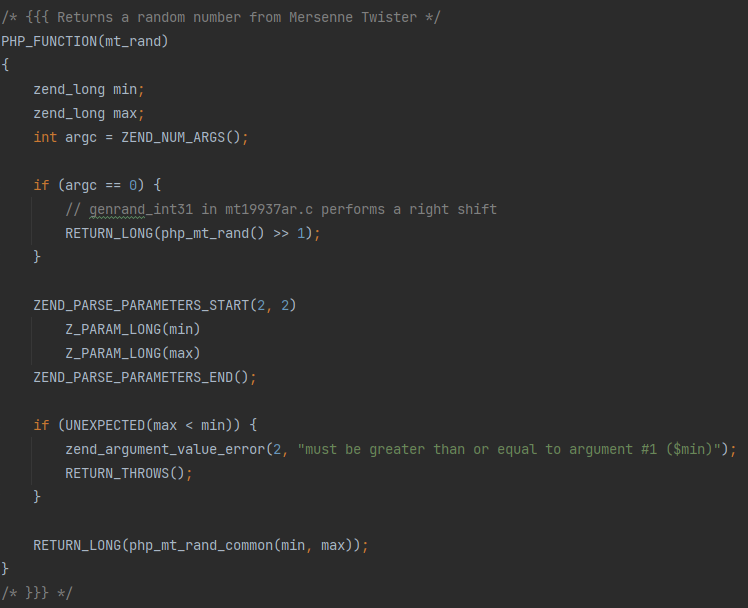 /* {{{ Returns a random number from Mersenne Twister */
PHP_FUNCTION(mt_rand)
{
    zend_long min;
    zend_long max;
    int argc = ZEND_NUM_ARGS();

    if (argc == 0) {
        // genrand_int31 in mt19937ar.c performs a right shift
        RETURN_LONG(php_mt_rand() >> 1);
    }

    ZEND_PARSE_PARAMETERS_START(2, 2)
        Z_PARAM_LONG(min)
        Z_PARAM_LONG(max)
    ZEND_PARSE_PARAMETERS_END();

    if (UNEXPECTED(max < min)) {
        zend_argument_value_error(2, "must be greater than or equal to argument #1 ($min)");
        RETURN_THROWS();
    }

    RETURN_LONG(php_mt_rand_common(min, max));
}
/* }}} */